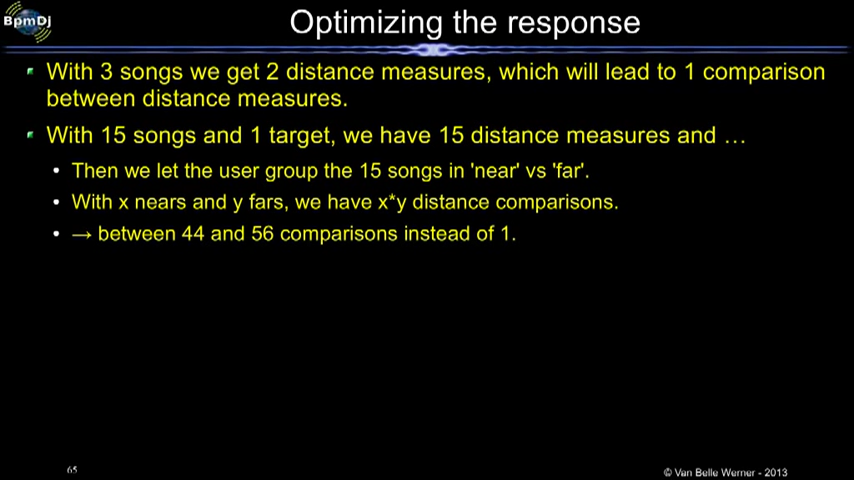 BpmDj
Optimizing the response
With 3 songs we get 2 distance measures, which will lead to 1 comparison
between distance measures.
With 15 songs and 1 target, we have 15 distance measures and …
Then we let the user group the 15 songs in 'near' vs 'far'.
With x nears and y fars, we have x*y distance comparisons.
→ between 44 and 56 comparisons instead of 1.
65
© Van Belle Werner - 2013